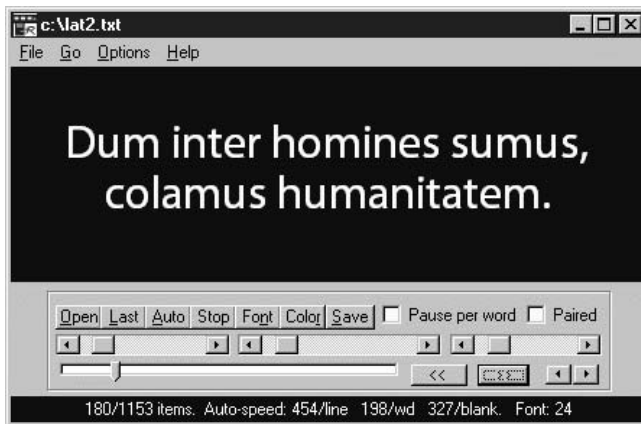 c:\lat2.txt
File Go Options Help
Dum inter homines sumus,
colamus humanitatem.
Open Last Auto Stop Font Color Save Pause per word Paired
<<
180/1153 items. Auto-speed: 454/line 198/wd 327/blank. Font: 24